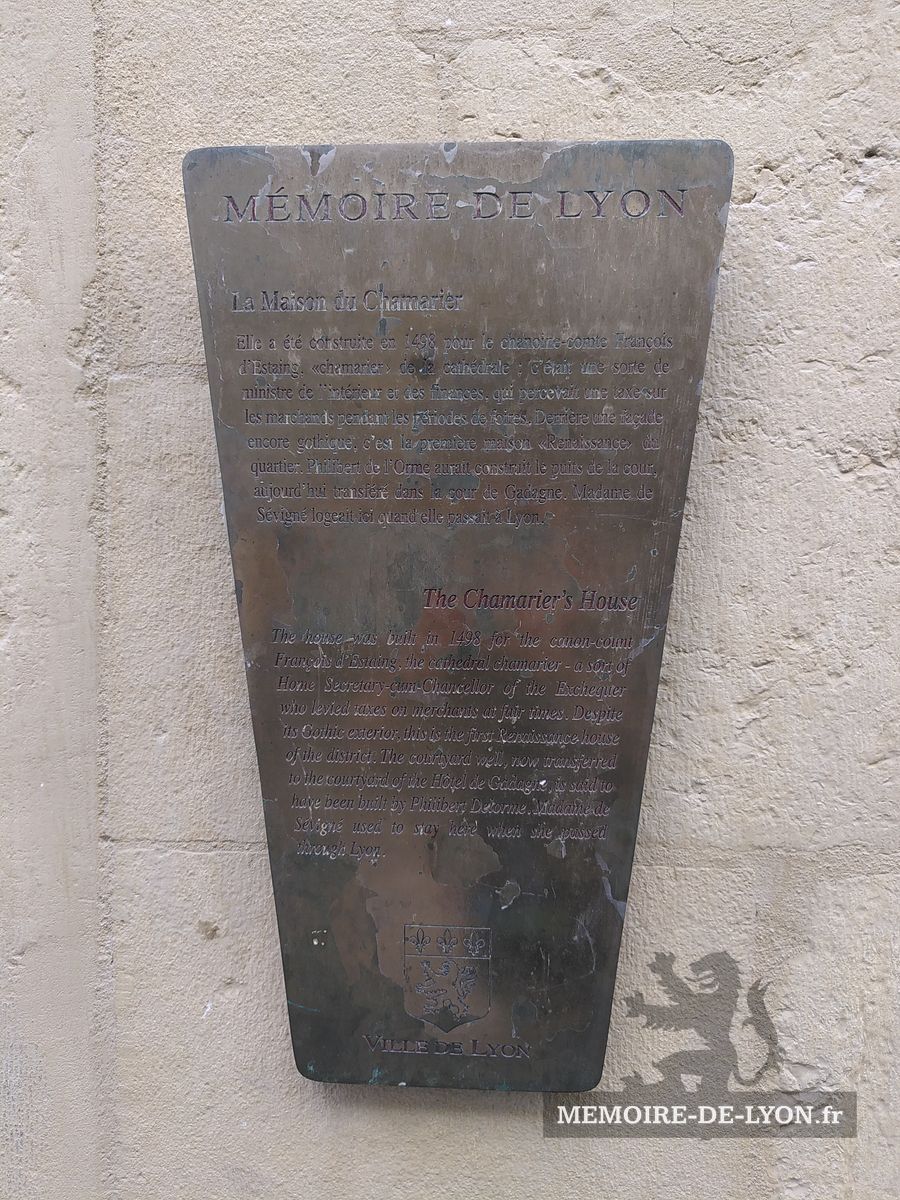 MÉMOIRE DE LYON
La Maison du Chamarier
Elle a été construite en 1498 pour le chanoine-comte François
d'Estaing, «chamarier» de la cathédrale : c'était une sorte de
ministre de l'intérieur et des finances, qui percevait une taxe sur
les marchands pendant les périodes de foires. Derrière une façade
encore gothique, c'est la première maison «Renaissance» du
quartier. Philibert de l'Orme aurait construit le puits de la cour,
aujourd'hui transféré dans la cour de Gadagne. Madame de
Sévigné logeait ici quand elle passait à Lyon.
The Chamarier's House
The house was built in 1498 for the canon-count
François d'Estaing, the cathedral chamarier - a sort of
Home Secretary-cum-Chancellor of the Exchequer
who levied taxes on merchants at fair times. Despite
its Gothic exterior, this is the first Renaissance house
of the district. The courtyard well, now transferred
to the courtyard of the Hôtel de Gadagne, is said to
have been built by Philibert Delorme. Madame de
Sévigné used to stay here when she passed
through Lyon.
VILLE DE LYON
MEMOIRE-DE-LYON.fr